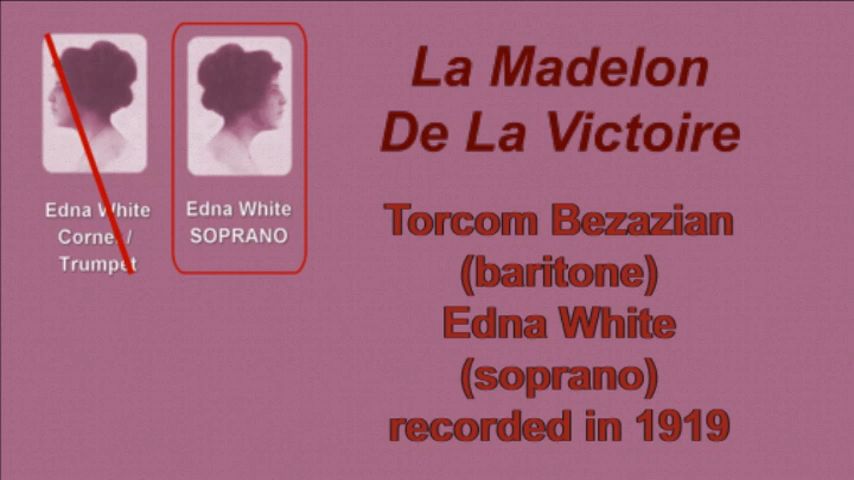 La Madelon
De La Victoire
Edna White
Cornet /
Trumpet
Edna White
SOPRANO
Torcom Bezazian
(baritone)
Edna White
(soprano)
recorded in 1919